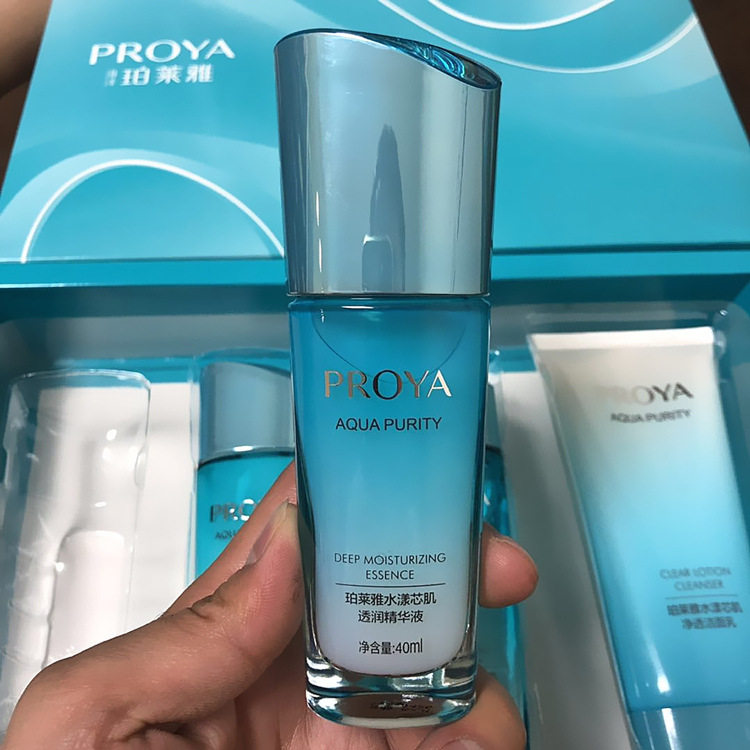 PROYA
珀莱雅
PROYA
AQUA PURITY
DEEP MOISTURIZING
ESSENCE
珀莱雅水漾芯肌
透润精华液
净含量:40ml
PROYA
AQUA PURITY
CLEAR LOTION
CLEANSER
珀莱雅水漾芯肌
净透洁面乳